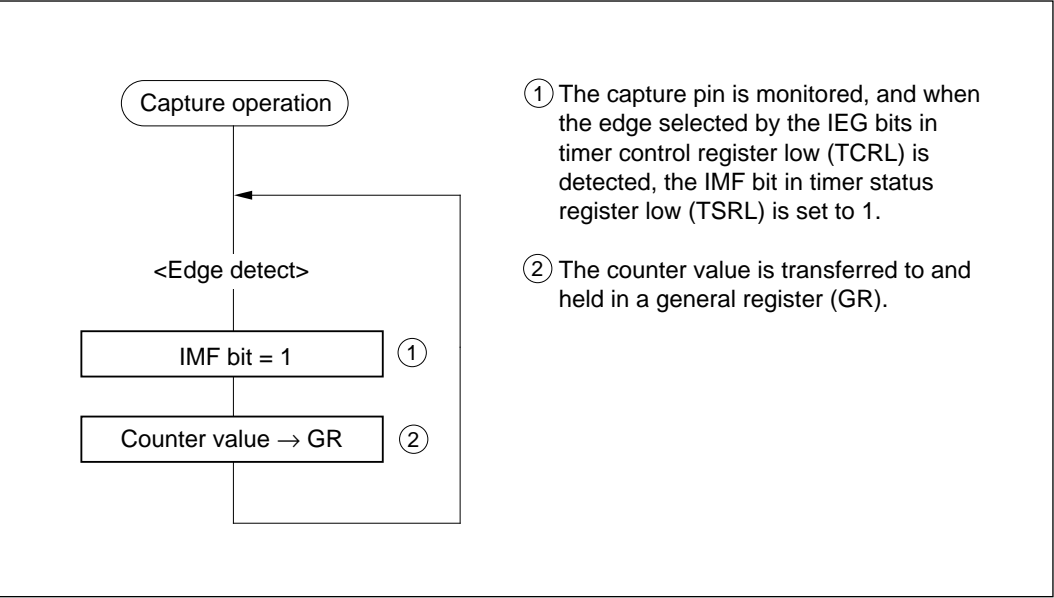 Capture operation
<Edge detect>
IMF bit = 1
1
Counter value → GR
2
1 The capture pin is monitored, and when
the edge selected by the IEG bits in
timer control register low (TCRL) is
detected, the IMF bit in timer status
register low (TSRL) is set to 1.
2 The counter value is transferred to and
held in a general register (GR).